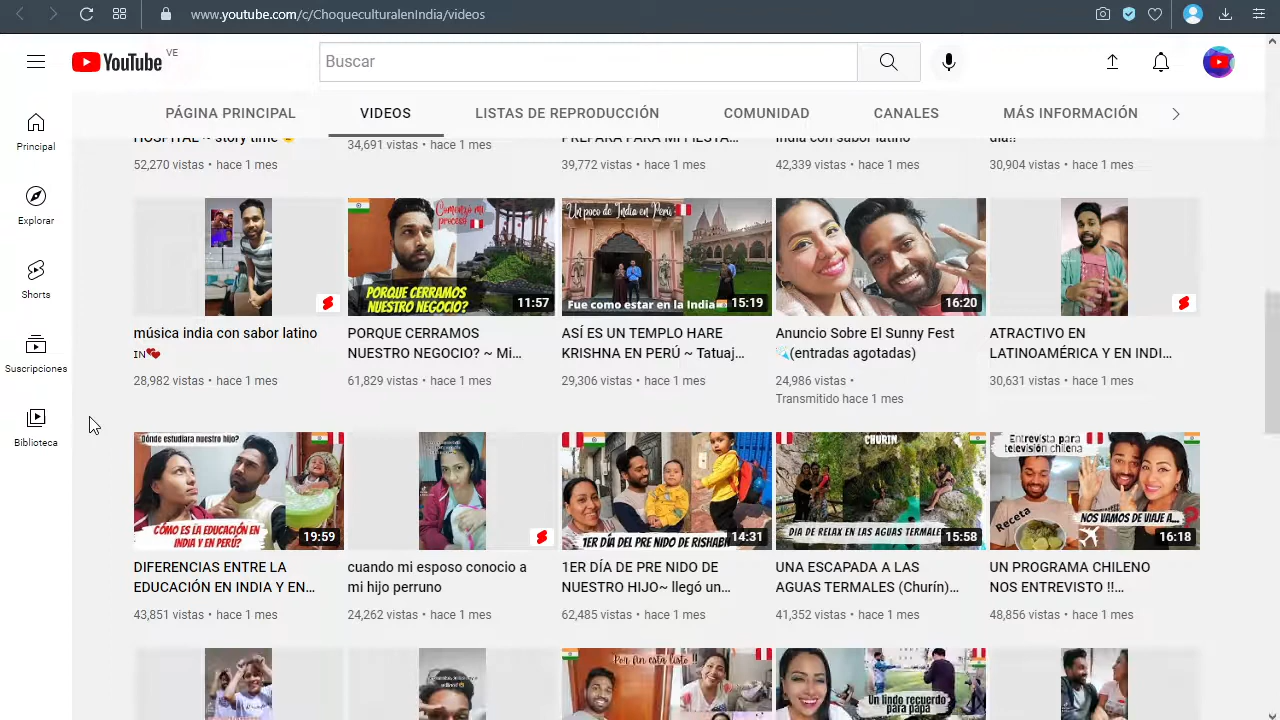 www.youtube.com/c/ChoqueculturalenIndia/videos
YouTube VE
Buscar
PÁGINA PRINCIPAL
VIDEOS
LISTAS DE REPRODUCCIÓN
COMUNIDAD
CANALES
MÁS INFORMACIÓN
Principal
Explorar
Shorts
Suscripciones
Biblioteca
HOSPITAL ~ story time
PREPARA PARA MI FIESTA...
India con sabor latino
día!!
52,270 vistas • hace 1 mes
34,691 vistas • hace 1 mes
39,772 vistas • hace 1 mes
42,339 vistas • hace 1 mes
30,904 vistas • hace 1 mes
Comenzó mi
proceso
PORQUE CERRAMOS
NUESTRO NEGOCIO?
11:57
Un poco de India en Perú
Fue como estar en la India
15:19
16:20
música india con sabor latino
IN
28,982 vistas • hace 1 mes
PORQUE CERRAMOS
NUESTRO NEGOCIO? ~ Mi...
61,829 vistas • hace 1 mes
ASÍ ES UN TEMPLO HARE
KRISHNA EN PERÚ ~ Tatuaj...
29,306 vistas • hace 1 mes
Anuncio Sobre El Sunny Fest
(entradas agotadas)
24,986 vistas •
Transmitido hace 1 mes
ATRACTIVO EN
LATINOAMÉRICA Y EN INDI...
30,631 vistas • hace 1 mes
Dónde estudiara nuestro hijo?
CÓMO ES LA EDUCACIÓN EN
INDIA Y EN PERÚ?
19:59
1ER DÍA DEL PRE NIDO DE RISHABH
14:31
CHURIN
DIA DE RELAX EN LAS AGUAS TERMALES
15:58
Entrevista para
televisión chilena
Receta
NOS VAMOS DE VIAJE A...
16:18
DIFERENCIAS ENTRE LA
EDUCACIÓN EN INDIA Y EN...
43,851 vistas • hace 1 mes
cuando mi esposo conocio a
mi hijo perruno
24,262 vistas • hace 1 mes
1ER DÍA DE PRE NIDO DE
NUESTRO HIJO~ llegó un...
62,485 vistas • hace 1 mes
UNA ESCAPADA A LAS
AGUAS TERMALES (Churín)...
41,352 vistas • hace 1 mes
UN PROGRAMA CHILENO
NOS ENTREVISTO !!...
48,856 vistas • hace 1 mes
Por fin esta listo !!
Un lindo recuerdo
para papa